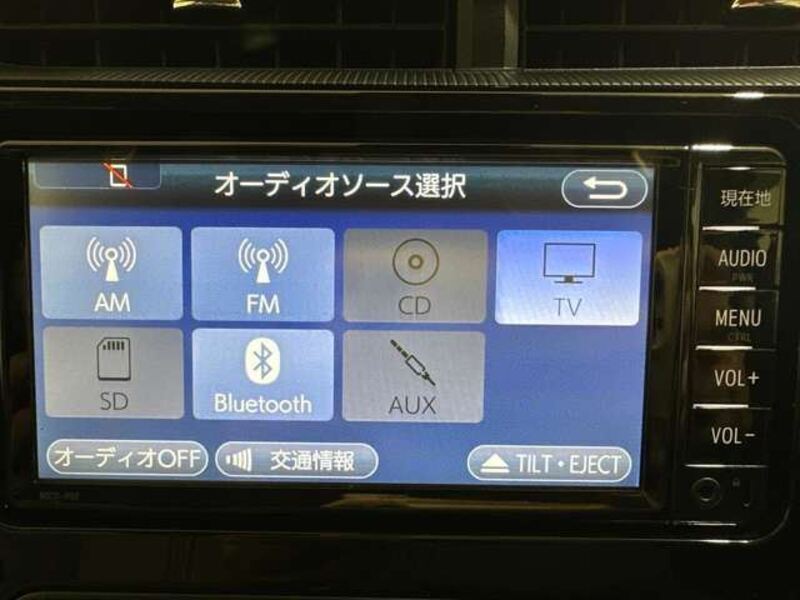 オーディオソース選択
現在地
AM
FM
CD
TV
AUDIO
PWR
SD
Bluetooth
AUX
MENU
CTRL
VOL+
VOL-
オーディオOFF
交通情報
TILT・EJECT